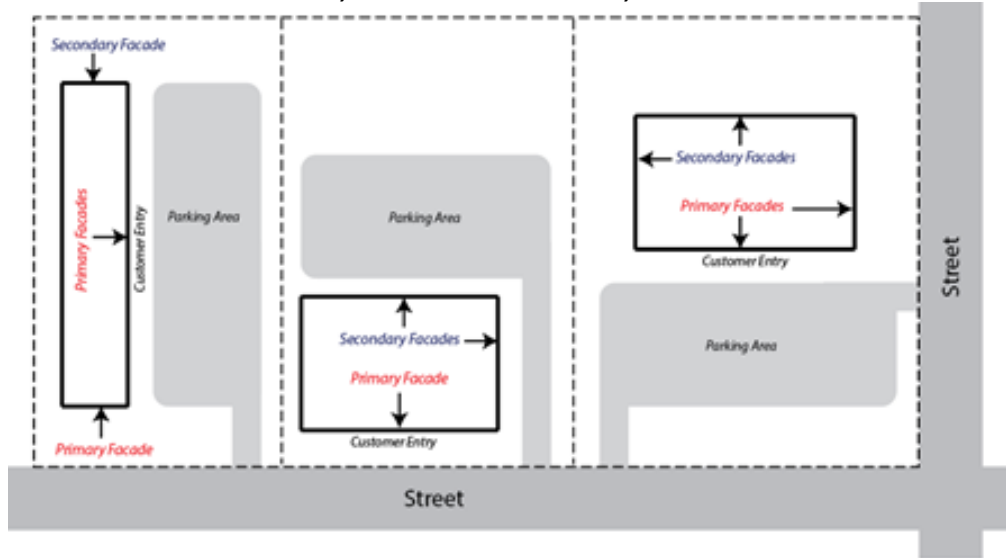 Secondary Facade
Primary Facades
Customer Entry
Parking Area
Primary Facade
Parking Area
Secondary Facades
Primary Facade
Customer Entry
Secondary Facades
Primary Facades
Customer Entry
Parking Area
Street
Street